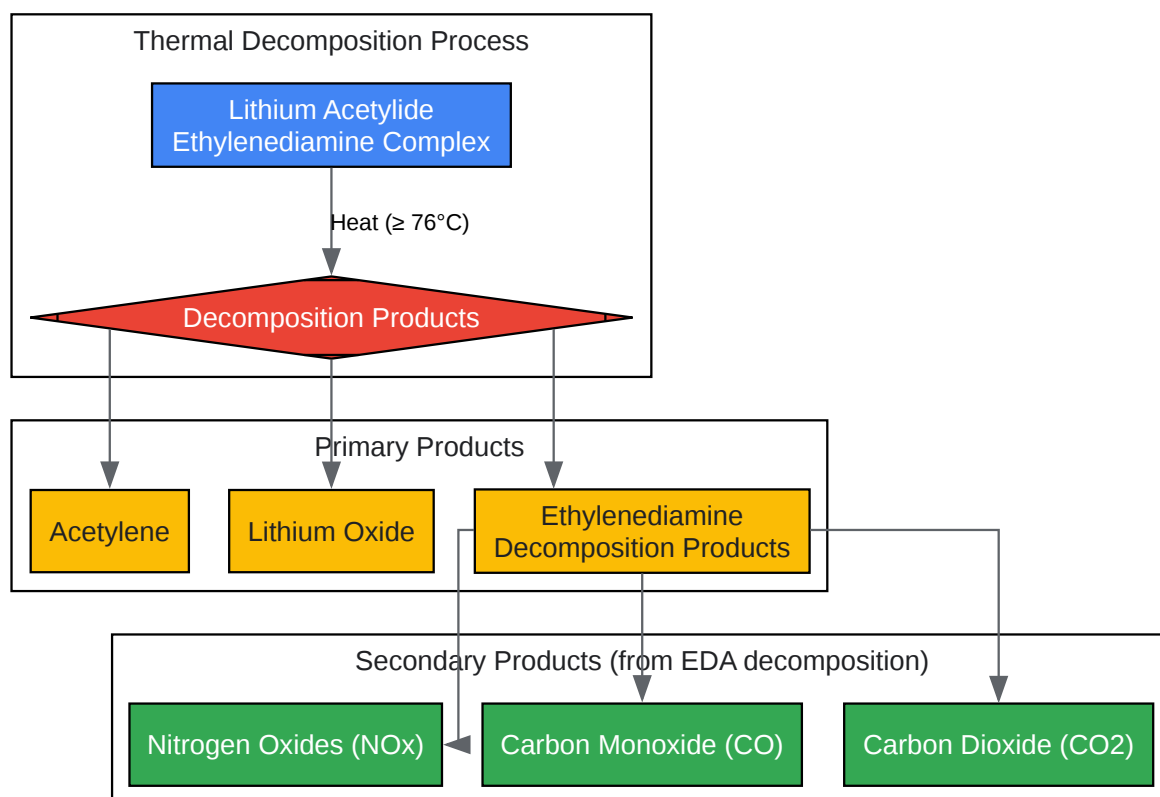 Thermal Decomposition Process
Lithium Acetylide
Ethylenediamine Complex
Heat (≥ 76°C)
Decomposition Products
Primary Products
Acetylene
Lithium Oxide
Ethylenediamine
Decomposition Products
Secondary Products (from EDA decomposition)
Nitrogen Oxides (NOx)
Carbon Monoxide (CO)
Carbon Dioxide (CO2)